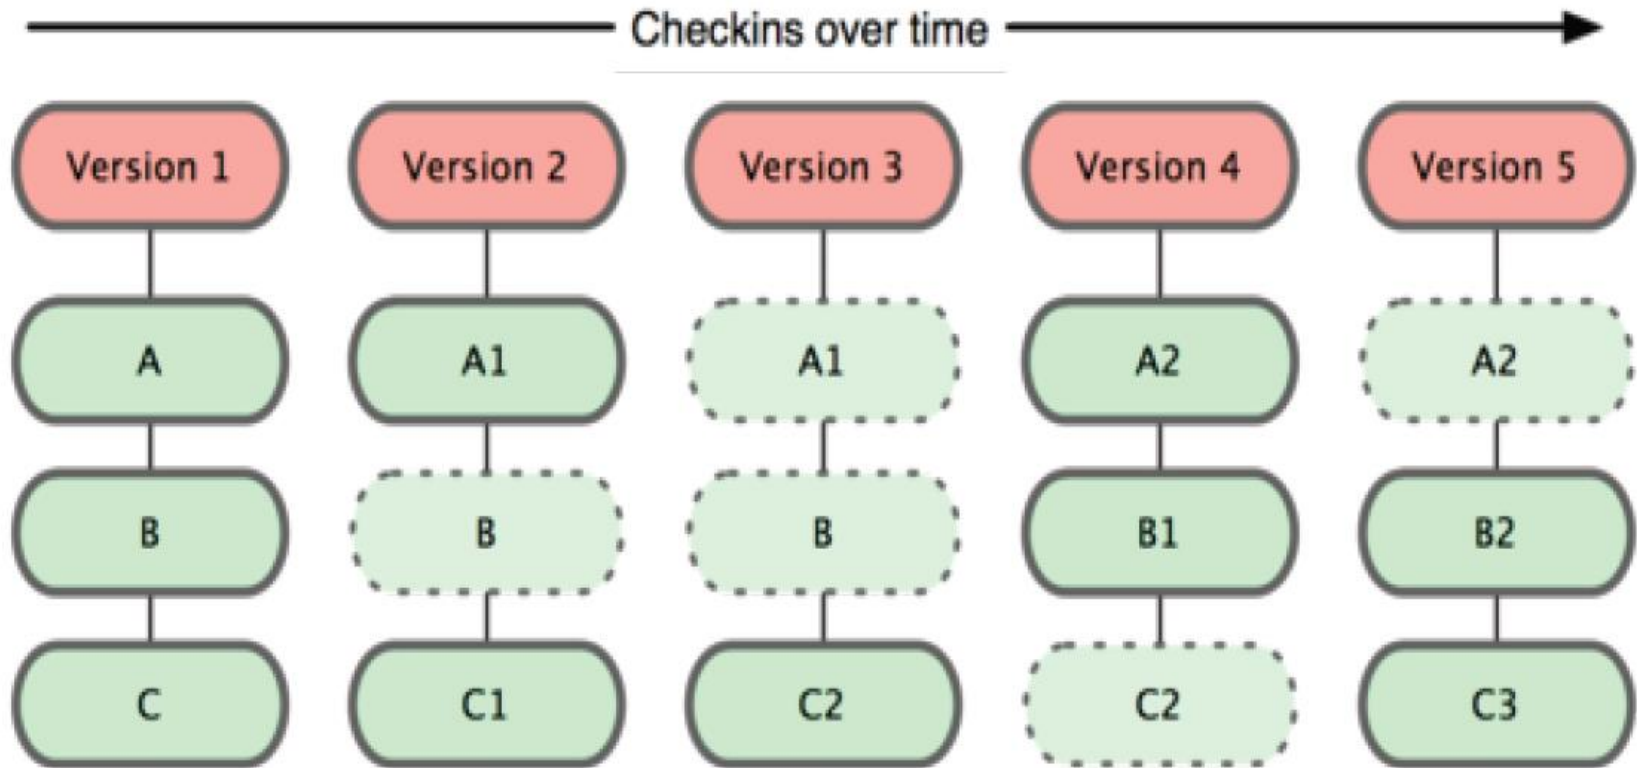 Checkins over time
Version 1 Version 2 Version 3 Version 4 Version 5
A A1 A1 A2 A2
B B B B1 B2
C C1 C2 C2 C3